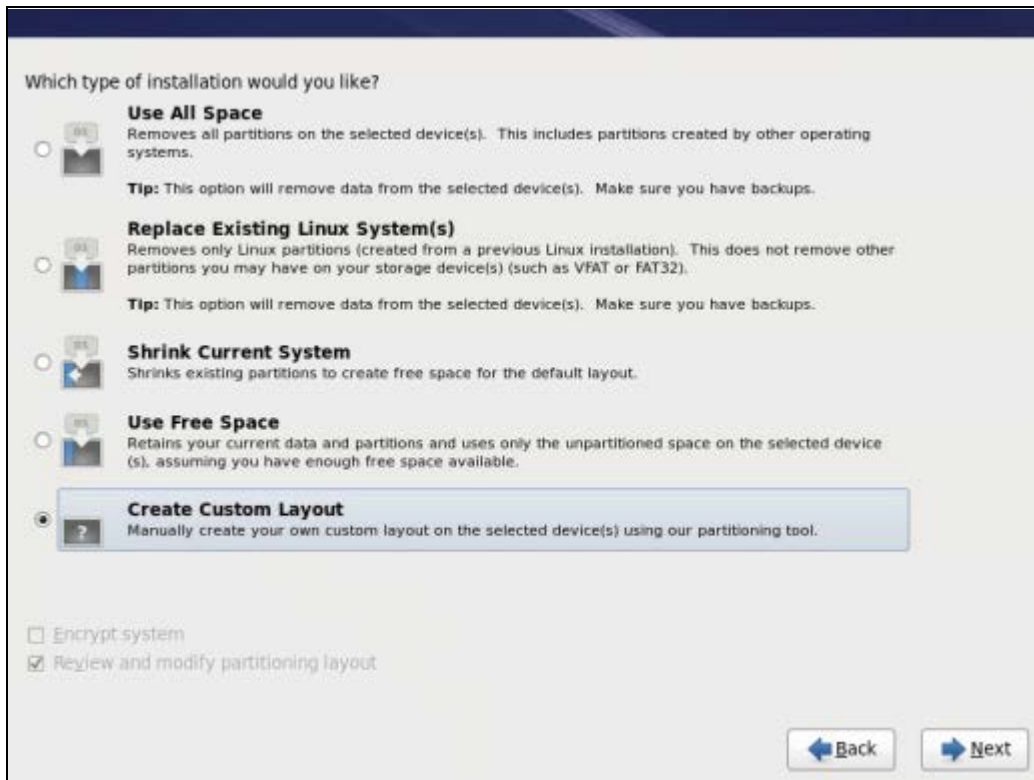 Which type of installation would you like?
Use All Space
Removes all partitions on the selected device(s). This includes partitions created by other operating
systems.
Tip: This option will remove data from the selected device(s). Make sure you have backups.
Replace Existing Linux System(s)
Removes only Linux partitions (created from a previous Linux installation). This does not remove other
partitions you may have on your storage device(s) (such as VFAT or FAT32).
Tip: This option will remove data from the selected device(s). Make sure you have backups.
Shrink Current System
Shrinks existing partitions to create free space for the default layout.
Use Free Space
Retains your current data and partitions and uses only the unpartitioned space on the selected device
(s), assuming you have enough free space available.
Create Custom Layout
?
Manually create your own custom layout on the selected device(s) using our partitioning tool.
Encrypt system
Review and modify partitioning layout
Back
Next